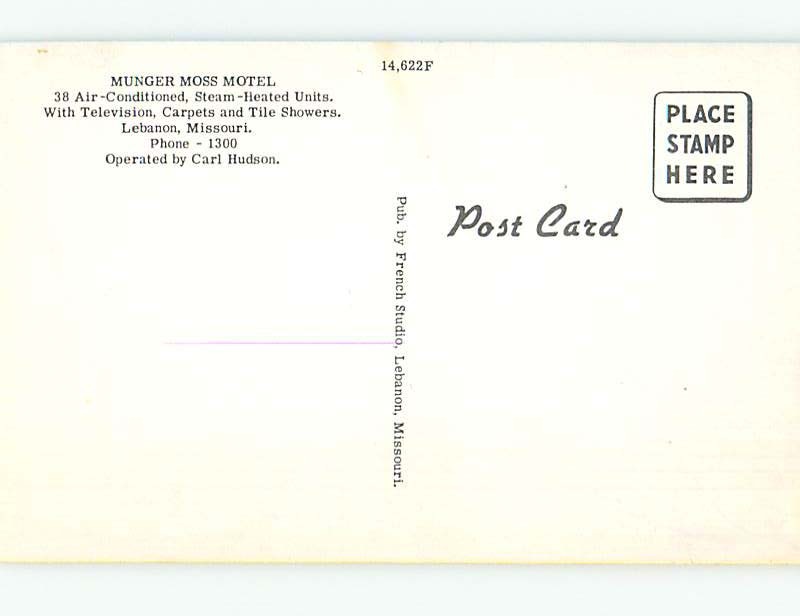 14,622F
MUNGER MOSS MOTEL
38 Air-Conditioned, Steam-Heated Units.
With Television, Carpets and Tile Showers.
Lebanon, Missouri.
Phone - 1300
Operated by Carl Hudson.
PLACE
STAMP
HERE
Post Card
Pub. by French Studio, Lebanon, Missouri.